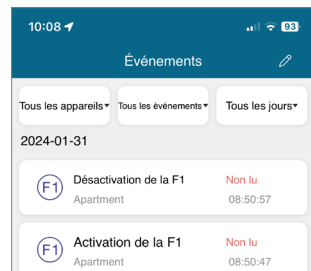 10:08 93
Événements
Tous les appareils Tous les événements Tous les jours
2024-01-31
F1 Désactivation de la F1 Non lu
Apartment 08:50:57
F1 Activation de la F1 Non lu
Apartment 08:50:47